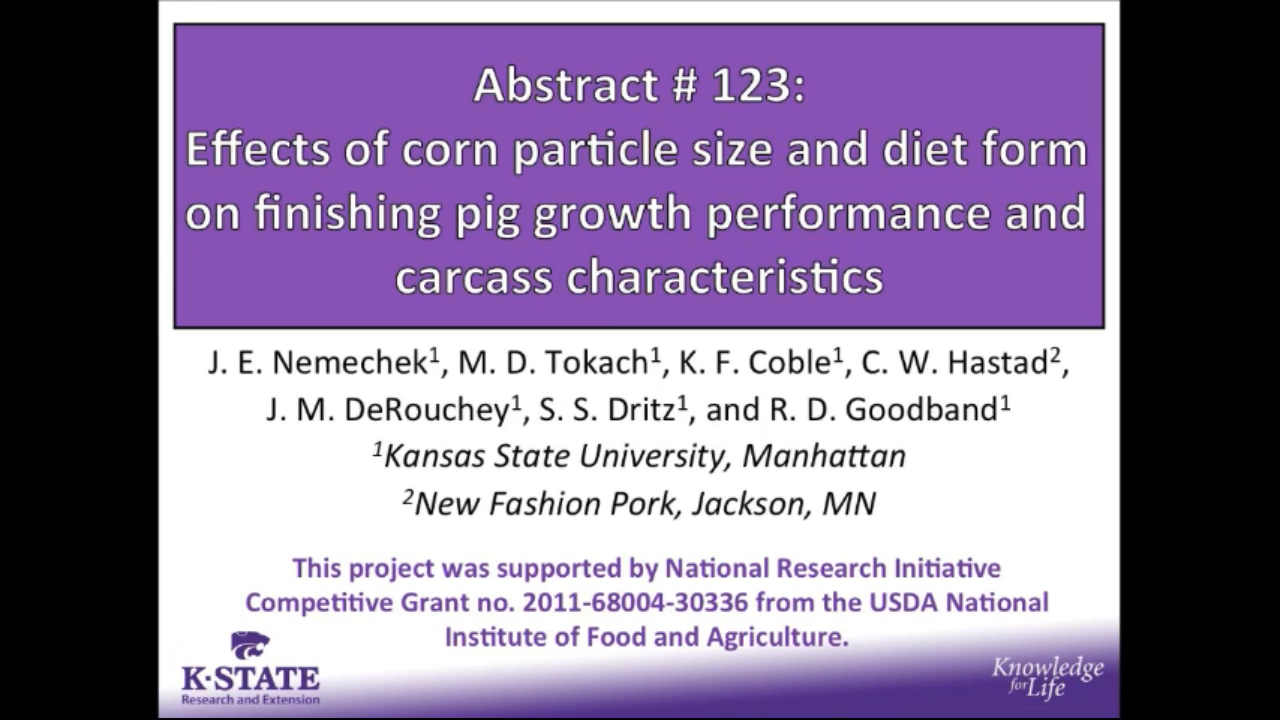 Abstract # 123:
Effects of corn particle size and diet form
on finishing pig growth performance and
carcass characteristics
J. E. Nemechek¹, M. D. Tokach¹, K. F. Coble¹, C. W. Hastad²,
J. M. DeRouchey¹, S. S. Dritz¹, and R. D. Goodband¹
¹Kansas State University, Manhattan
²New Fashion Pork, Jackson, MN
This project was supported by National Research Initiative
Competitive Grant no. 2011-68004-30336 from the USDA National
Institute of Food and Agriculture.
K-STATE
Research and Extension
Knowledge
for Life